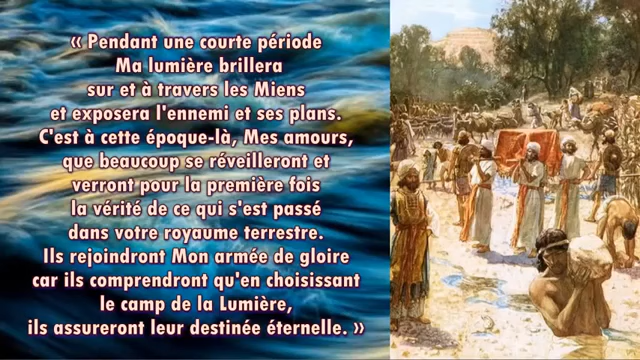 « Pendant une courte période
Ma lumière brillera
sur et à travers les Miens
et exposera l'ennemi et ses plans.
C'est à cette époque-là, Mes amours,
que beaucoup se réveilleront et
verront pour la première fois
la vérité de ce qui s'est passé
dans votre royaume terrestre.
Ils rejoindront Mon armée de gloire
car ils comprendront qu'en choisissant
le camp de la Lumière,
ils assureront leur destinée éternelle. »